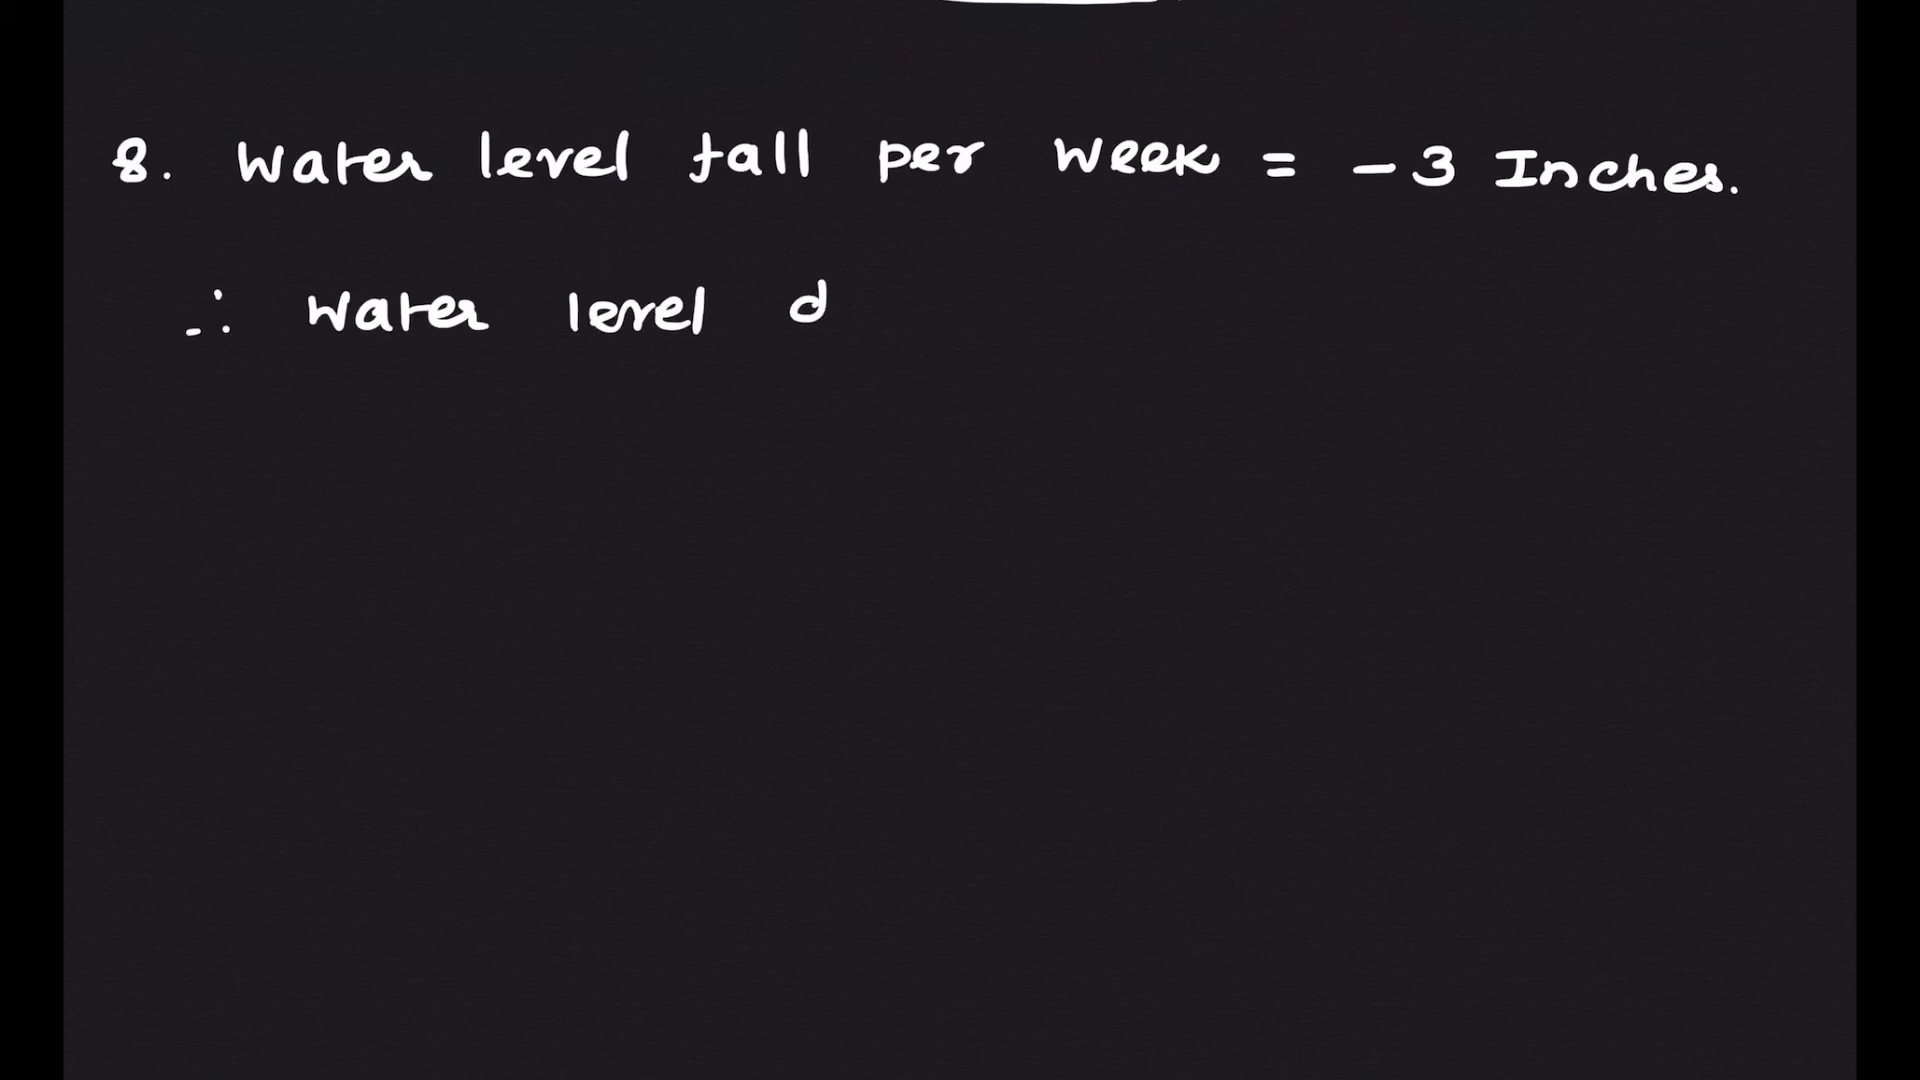 8. Water level fall per week = -3 Inches.
∴ Water level d